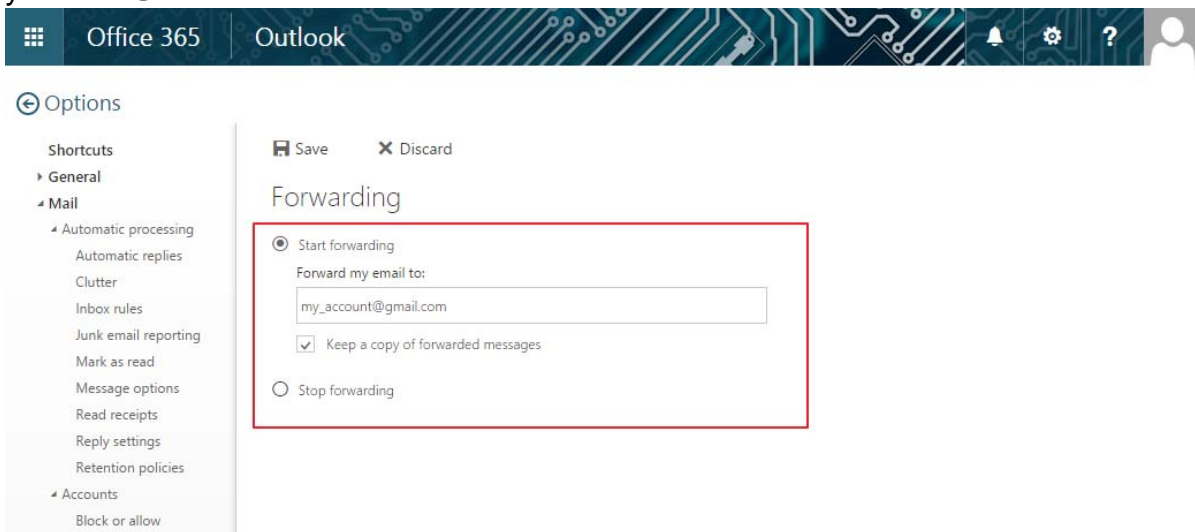 Office 365 Outlook ?
Options
Shortcuts
General
Mail
Automatic processing
Automatic replies
Clutter
Inbox rules
Junk email reporting
Mark as read
Message options
Read receipts
Reply settings
Retention policies
Accounts
Block or allow
Save Discard
Forwarding
Start forwarding
Forward my email to:
my_account@gmail.com
Keep a copy of forwarded messages
Stop forwarding